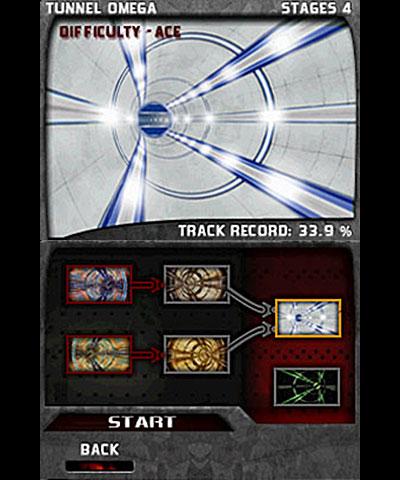 TUNNEL OMEGA
STAGES 4
DIFFICULTY - ACE
TRACK RECORD: 33.9 %
START
BACK